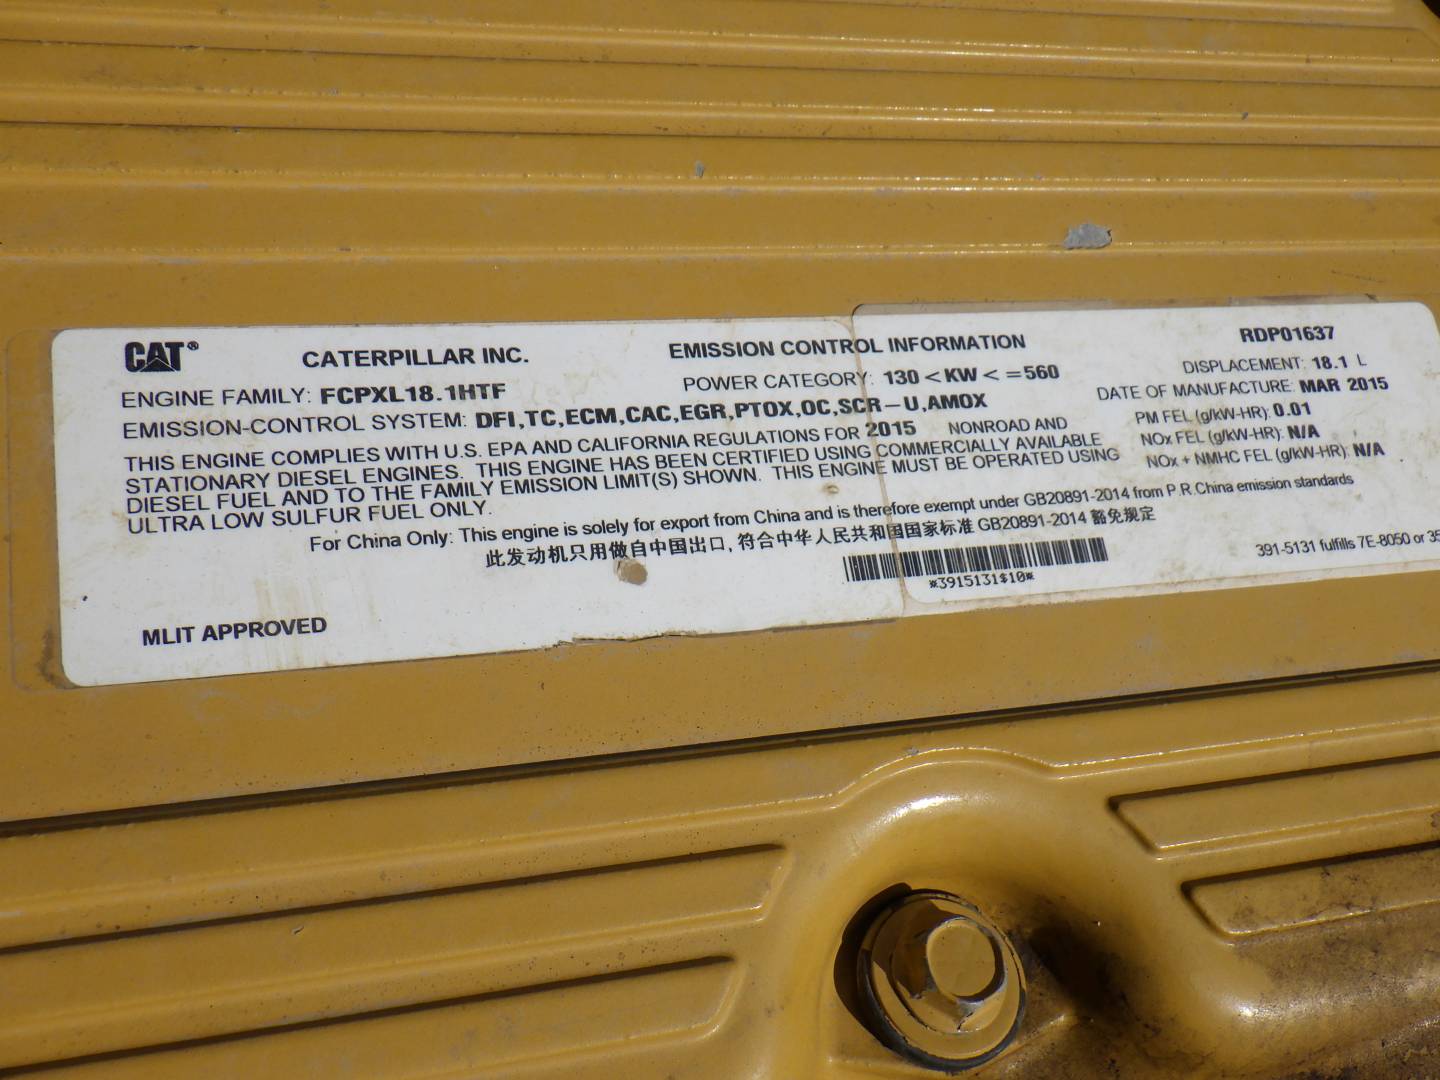 CAT®
CATERPILLAR INC.
EMISSION CONTROL INFORMATION
RDP01637
ENGINE FAMILY: FCPXL18.1HTF
POWER CATEGORY: 130 < KW < =560
DISPLACEMENT: 18.1 L
EMISSION-CONTROL SYSTEM: DFI,TC,ECM,CAC,EGR,PTOX,OC,SCR-U,AMOX
DATE OF MANUFACTURE: MAR 2015
THIS ENGINE COMPLIES WITH U.S. EPA AND CALIFORNIA REGULATIONS FOR 2015 NONROAD AND
STATIONARY DIESEL ENGINES. THIS ENGINE HAS BEEN CERTIFIED USING COMMERCIALLY AVAILABLE
DIESEL FUEL AND TO THE FAMILY EMISSION LIMIT(S) SHOWN. THIS ENGINE MUST BE OPERATED USING
ULTRA LOW SULFUR FUEL ONLY.
PM FEL (g/kW-HR): 0.01
NOx FEL (g/kW-HR): N/A
NOx + NMHC FEL (g/kW-HR): N/A
For China Only: This engine is solely for export from China and is therefore exempt under GB20891-2014 from P.R.China emission standards
此发动机只用做自中国出口, 符合中华人民共和国国家标准 GB20891-2014 豁免规定
*3915131$10*
391-5131 fulfills 7E-8050 or 35
MLIT APPROVED